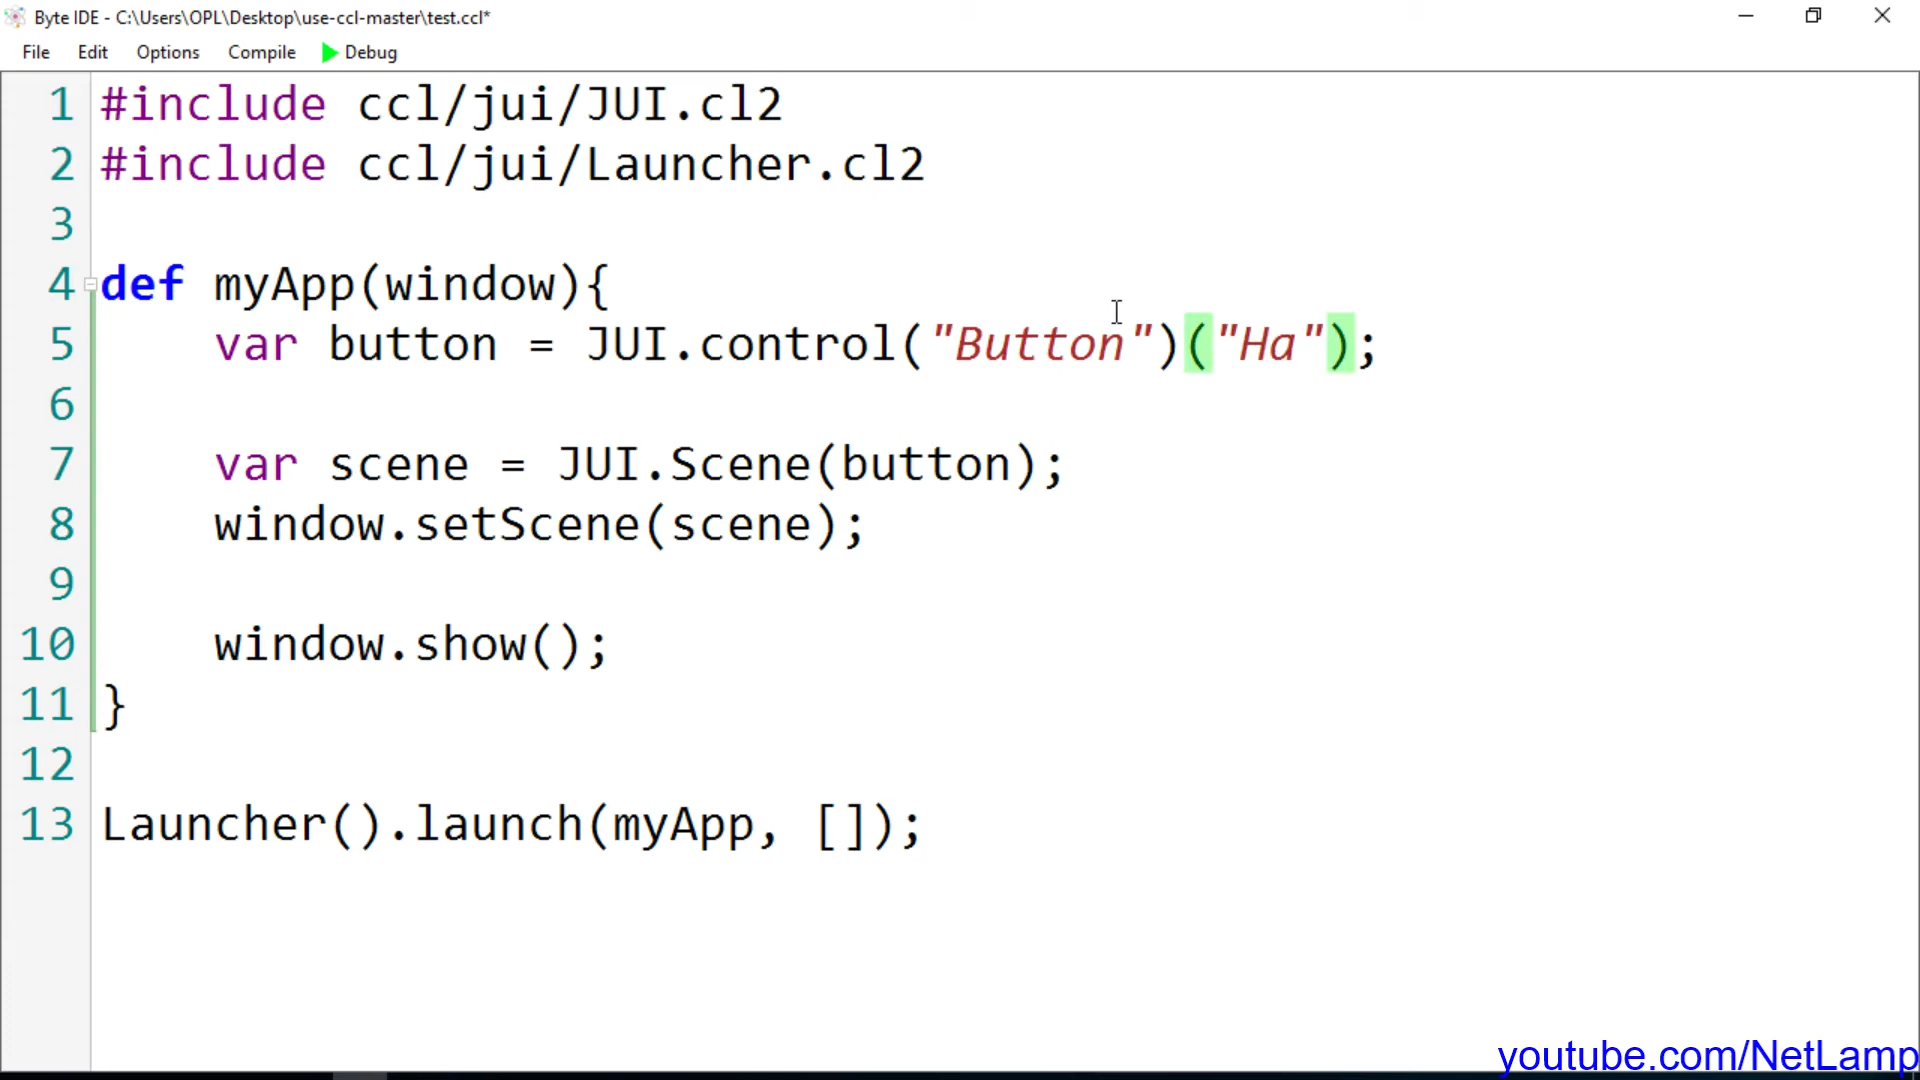 Byte IDE - C:\Users\OPL\Desktop\use-ccl-master\test.ccl*
File Edit Options Compile Debug
1 #include ccl/jui/JUI.cl2
2 #include ccl/jui/Launcher.cl2
3
4 def myApp(window){
5 var button = JUI.control("Button")("Ha");
6
7 var scene = JUI.Scene(button);
8 window.setScene(scene);
9
10 window.show();
11 }
12
13 Launcher().launch(myApp, []);
youtube.com/NetLamp